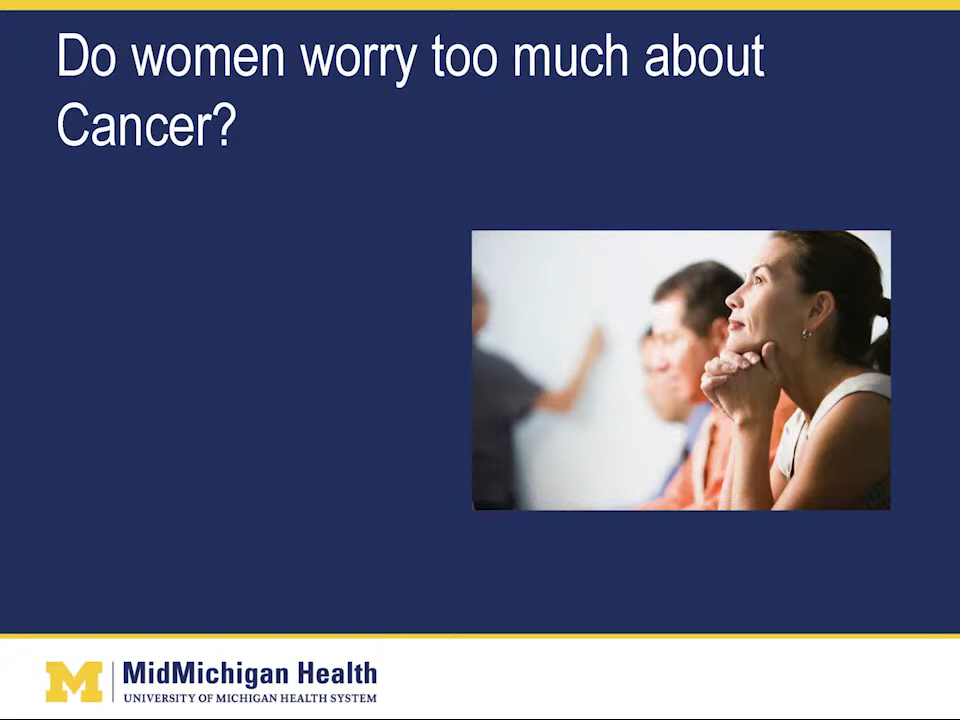 Do women worry too much about
Cancer?
M
MidMichigan Health
UNIVERSITY OF MICHIGAN HEALTH SYSTEM